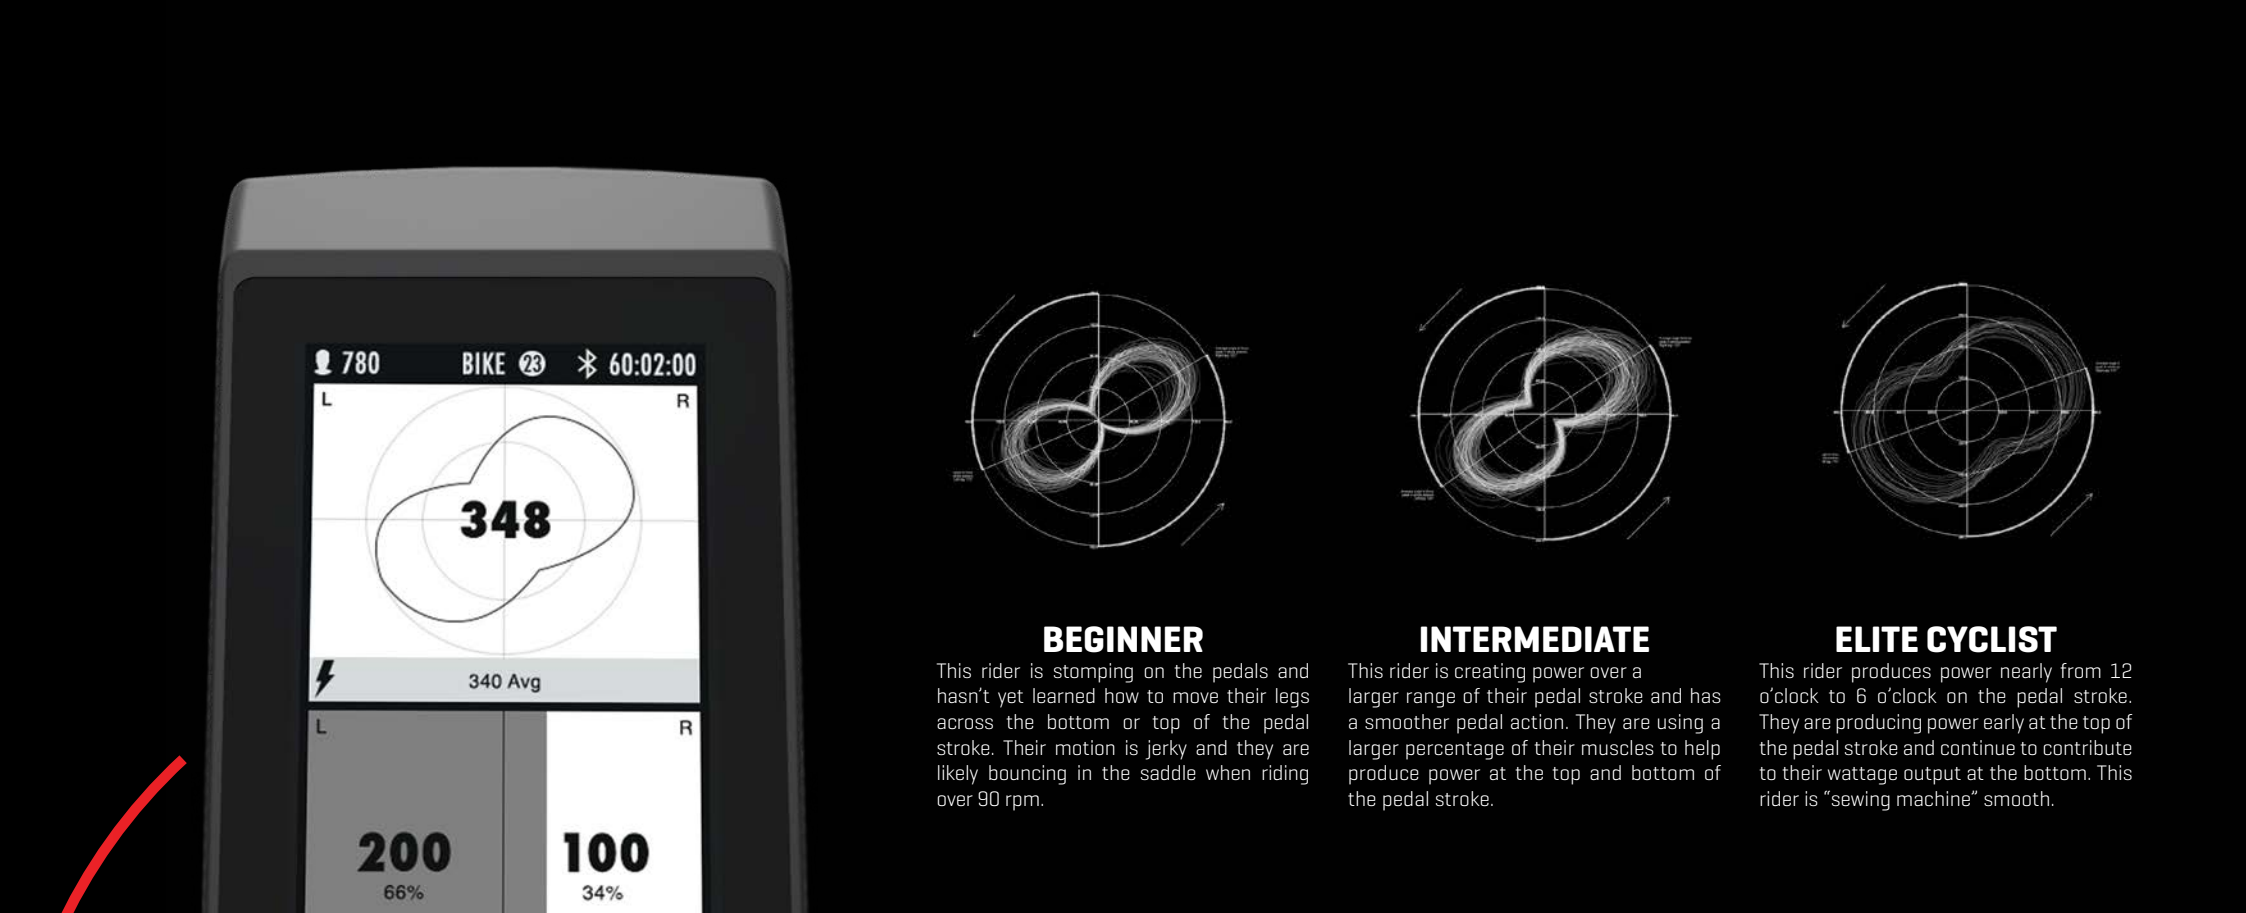 780 BIKE 23 60:02:00
L R
348
340 Avg
L R
200 100
66% 34%
BEGINNER
This rider is stomping on the pedals and
hasn't yet learned how to move their legs
across the bottom or top of the pedal
stroke. Their motion is jerky and they are
likely bouncing in the saddle when riding
over 90 rpm.
INTERMEDIATE
This rider is creating power over a
larger range of their pedal stroke and has
a smoother pedal action. They are using a
larger percentage of their muscles to help
produce power at the top and bottom of
the pedal stroke.
ELITE CYCLIST
This rider produces power nearly from 12
o'clock to 6 o'clock on the pedal stroke.
They are producing power early at the top of
the pedal stroke and continue to contribute
to their wattage output at the bottom. This
rider is “sewing machine” smooth.